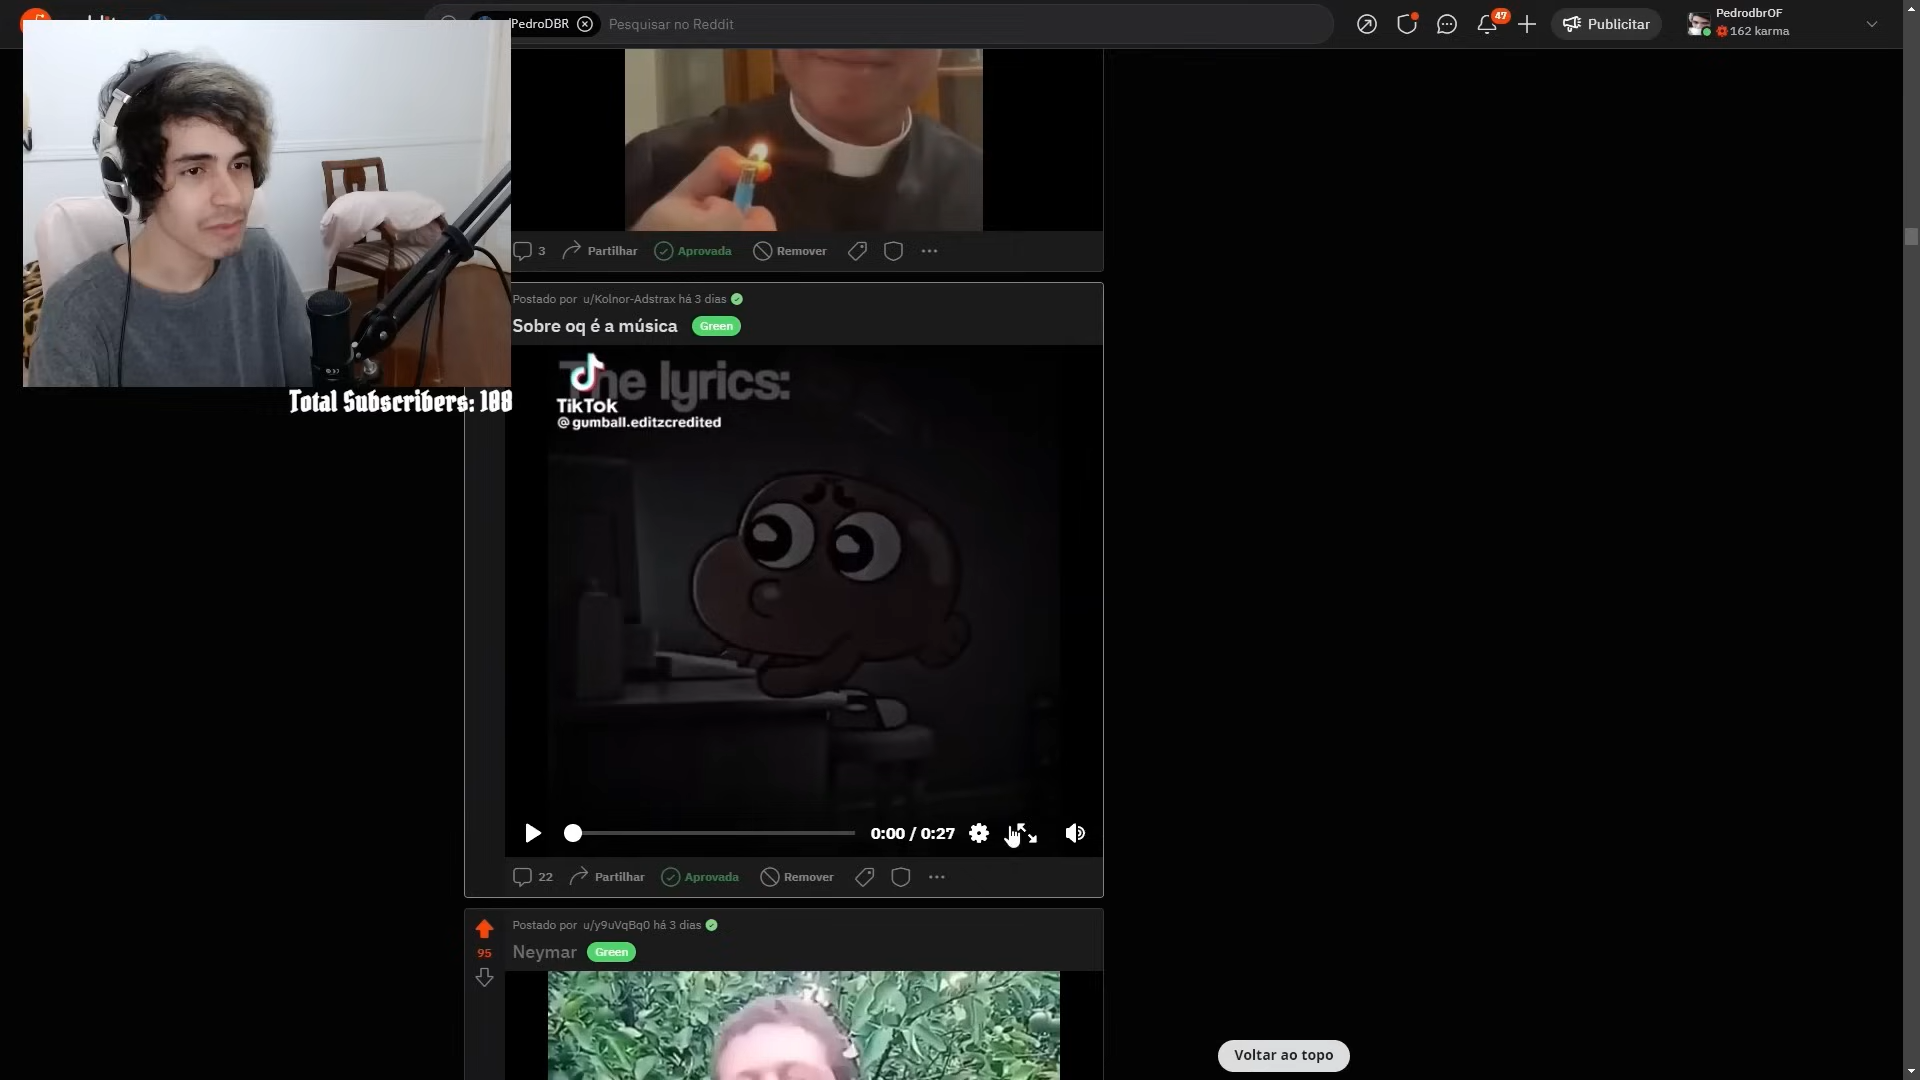 PedroDBR
Pesquisar no Reddit
47
Publicitar
PedrodbrOF
162 karma
3
Partilhar
Aprovada
Remover
Postado por u/Kolnor-Adstrax há 3 dias
Sobre oq é a música
Green
The lyrics:
TikTok
@gumball.editzcredited
Total Subscribers: 188
0:00 / 0:27
22
Partilhar
Aprovada
Remover
Postado por u/y9uVqBq0 há 3 dias
95
Neymar
Green
Voltar ao topo